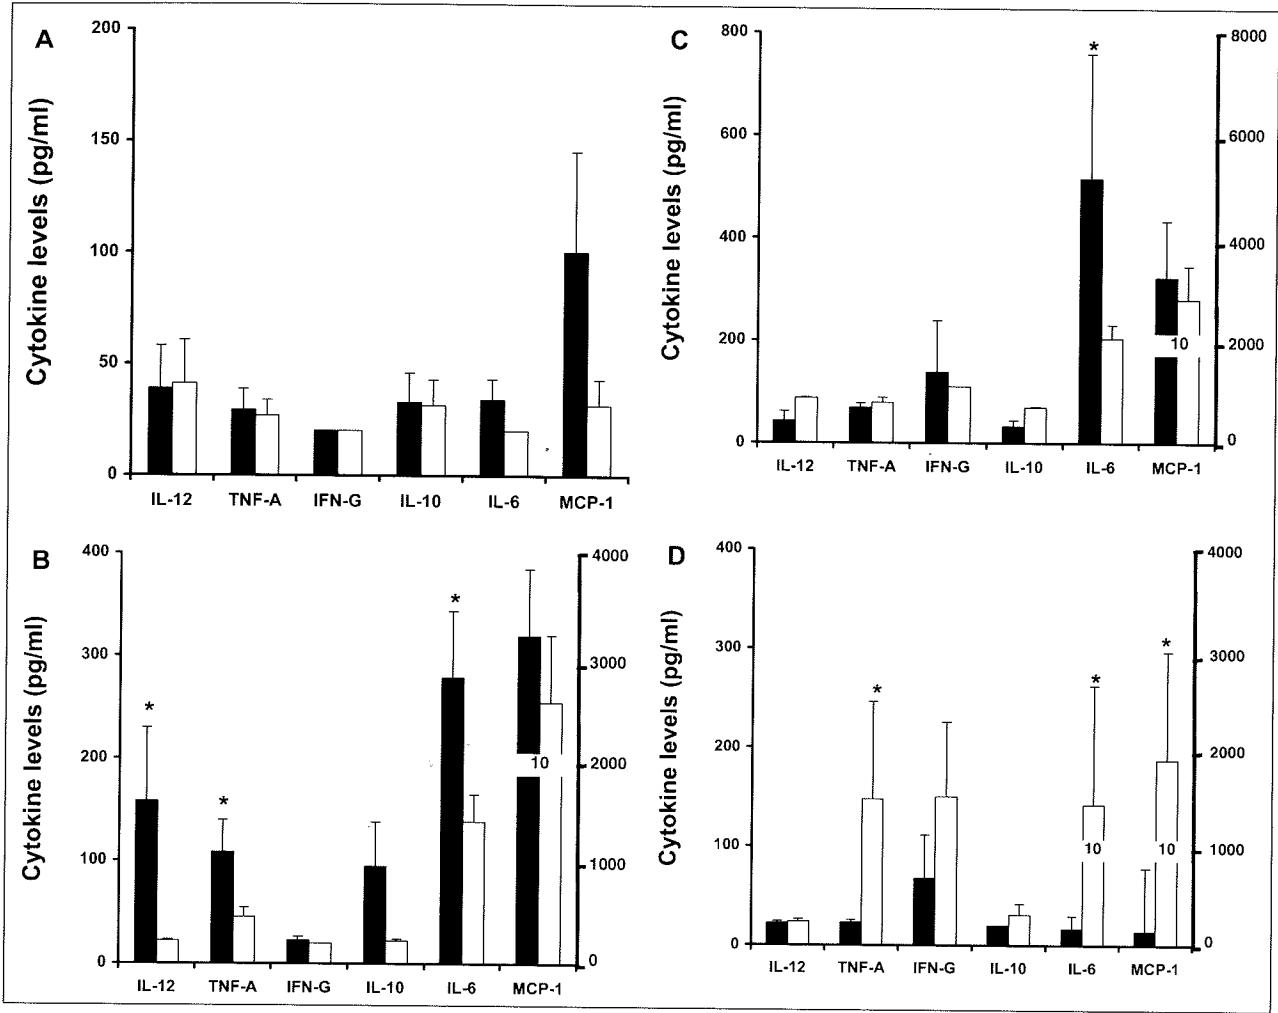 A
Cytokine levels (pg/ml)
200
150
100
50
0
IL-12 TNF-A IFN-G IL-10 IL-6 MCP-1
C
Cytokine levels (pg/ml)
800
600
400
200
0
*
10
8000
6000
4000
2000
0
IL-12 TNF-A IFN-G IL-10 IL-6 MCP-1
B
Cytokine levels (pg/ml)
400
300
200
100
0
* * *
10
4000
3000
2000
1000
0
IL-12 TNF-A IFN-G IL-10 IL-6 MCP-1
D
Cytokine levels (pg/ml)
400
300
200
100
0
* * *
10 10
4000
3000
2000
1000
0
IL-12 TNF-A IFN-G IL-10 IL-6 MCP-1